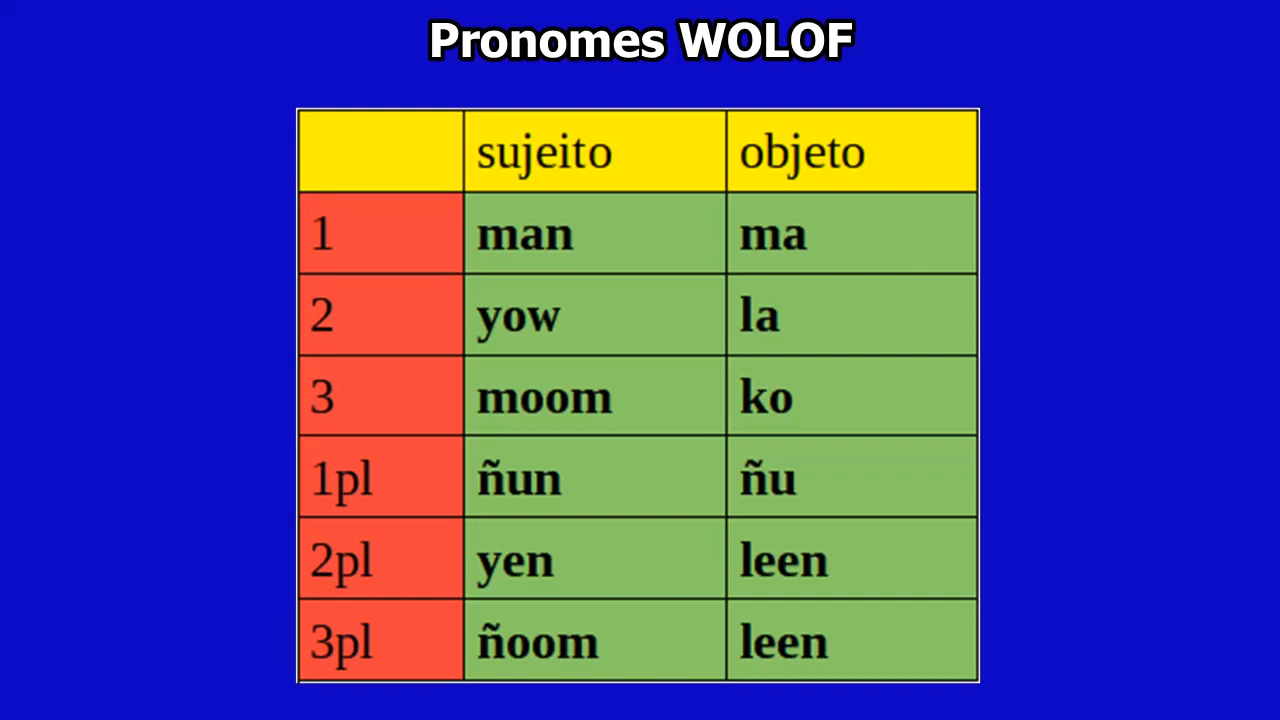 Pronomes WOLOF
sujeito objeto
1 man ma
2 yow la
3 moom ko
1pl ñun ñu
2pl yen leen
3pl ñoom leen